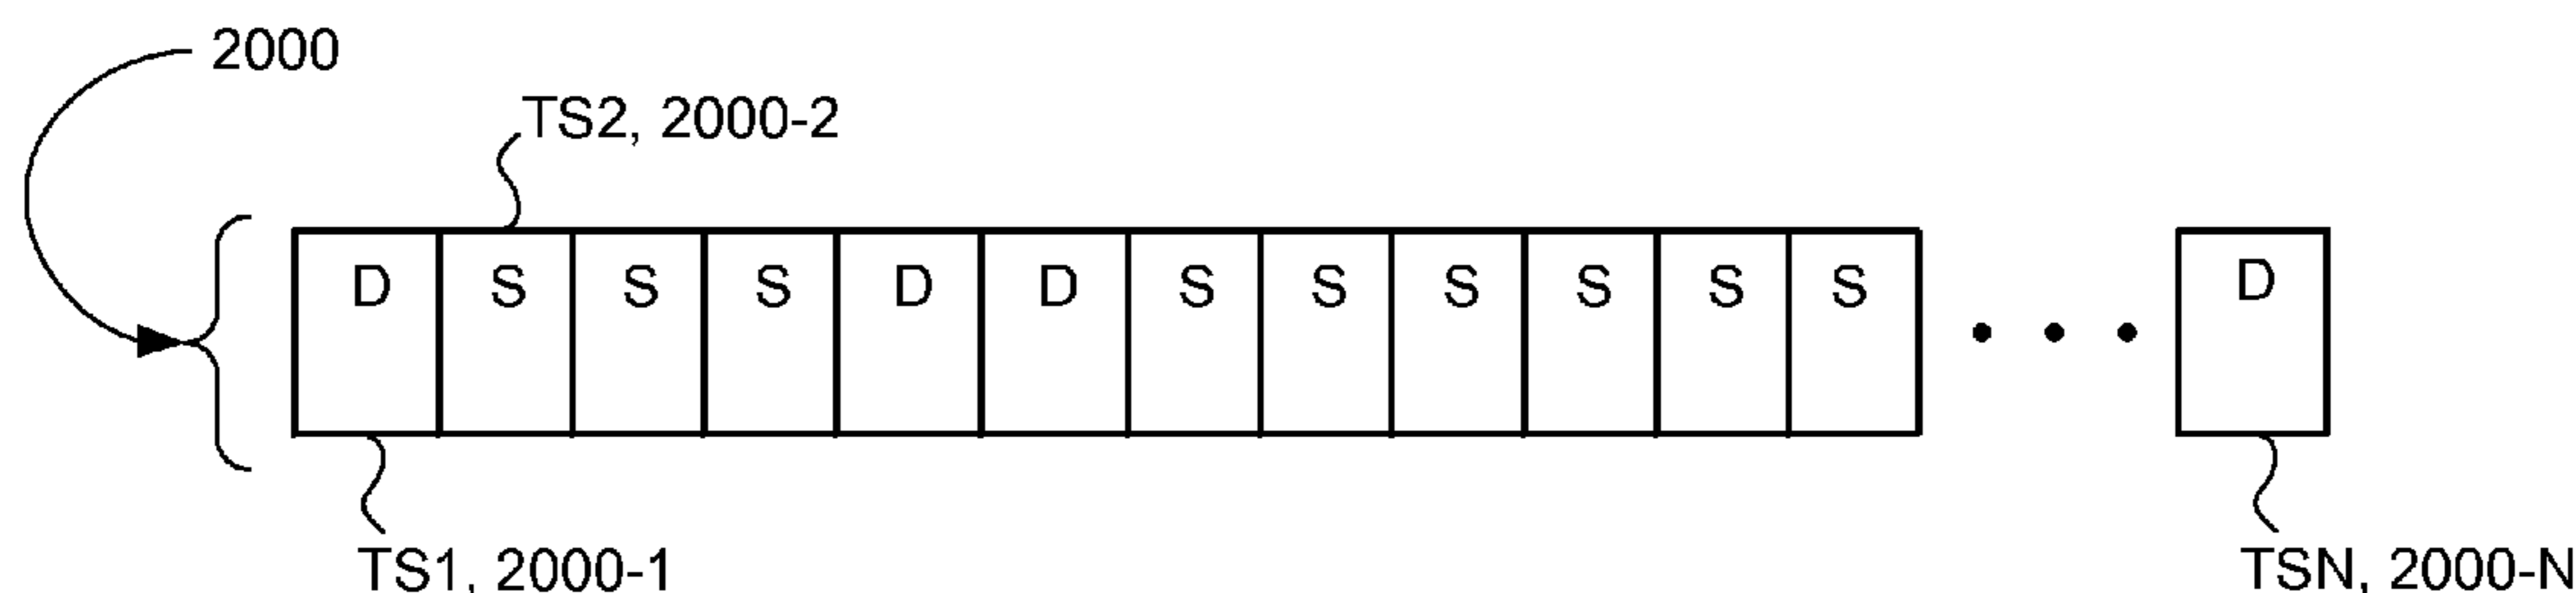 2000
TS2, 2000-2
D S S S D D S S S S S S • • • D
TS1, 2000-1
TSN, 2000-N